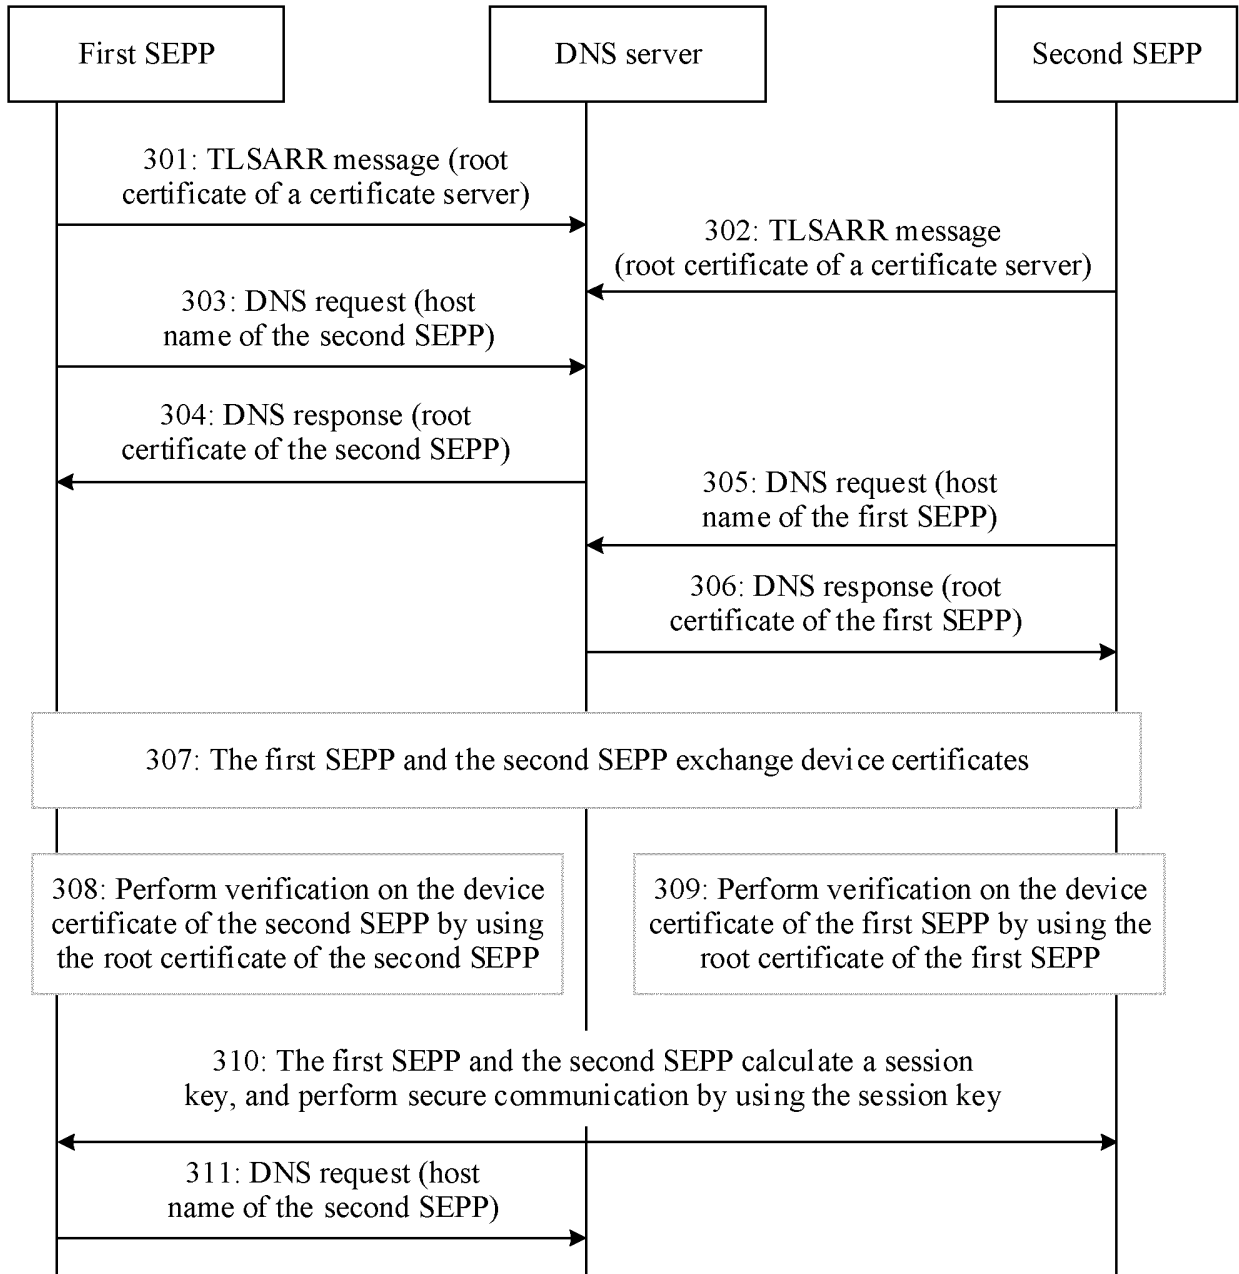 First SEPP
DNS server
Second SEPP
301: TLSARR message (root
certificate of a certificate server)
302: TLSARR message
(root certificate of a certificate server)
303: DNS request (host
name of the second SEPP)
304: DNS response (root
certificate of the second SEPP)
305: DNS request (host
name of the first SEPP)
306: DNS response (root
certificate of the first SEPP)
307: The first SEPP and the second SEPP exchange device certificates
308: Perform verification on the device
certificate of the second SEPP by using
the root certificate of the second SEPP
309: Perform verification on the device
certificate of the first SEPP by using the
root certificate of the first SEPP
310: The first SEPP and the second SEPP calculate a session
key, and perform secure communication by using the session key
311: DNS request (host
name of the second SEPP)